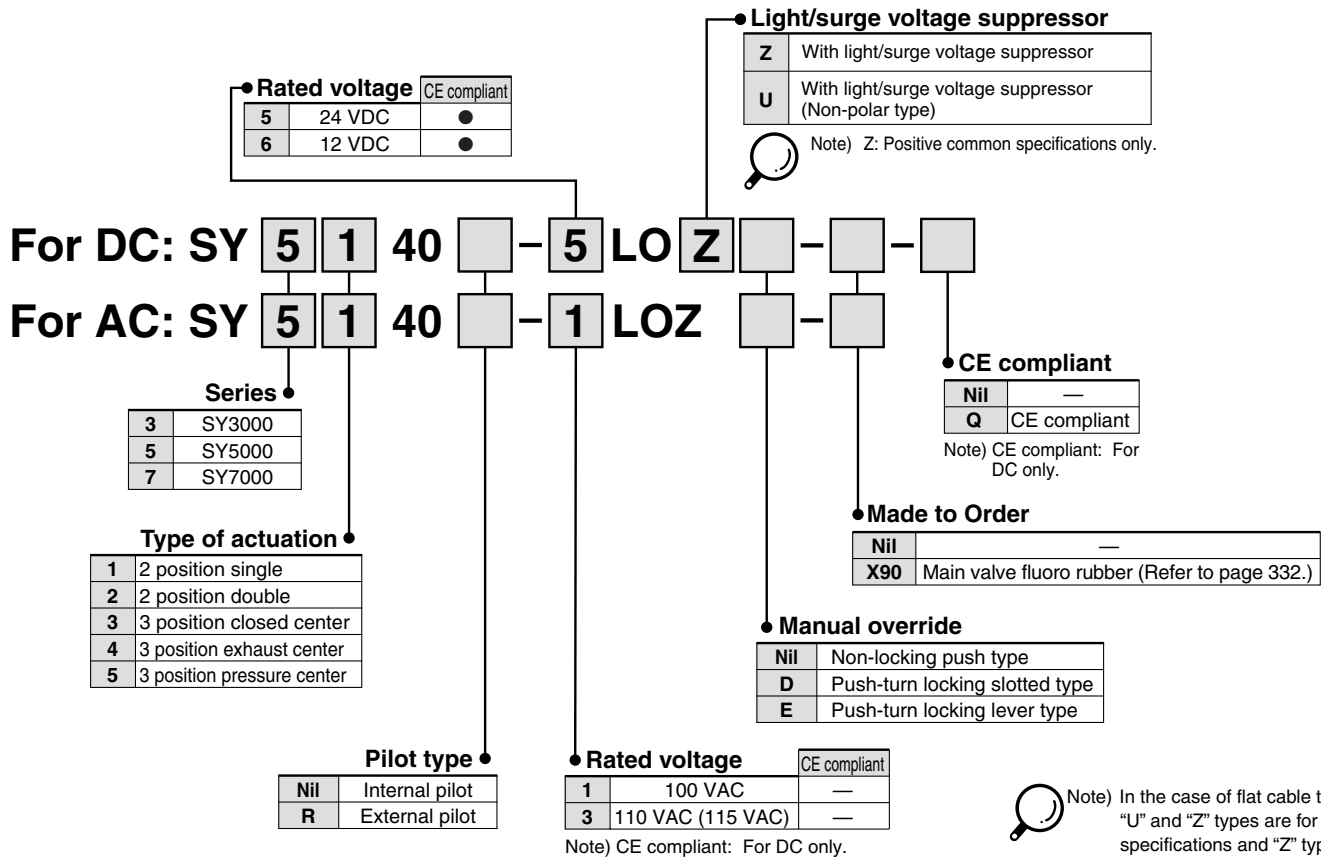 Light/surge voltage suppressor
Z With light/surge voltage suppressor
U With light/surge voltage suppressor
(Non-polar type)
Note) Z: Positive common specifications only.
Rated voltage CE compliant
5 24 VDC ●
6 12 VDC ●
For DC: SY 5 1 40 – 5 LO Z – –
For AC: SY 5 1 40 – 1 LOZ –
Series
3 SY3000
5 SY5000
7 SY7000
CE compliant
Nil —
Q CE compliant
Note) CE compliant: For
DC only.
Type of actuation
1 2 position single
2 2 position double
3 3 position closed center
4 3 position exhaust center
5 3 position pressure center
Made to Order
Nil —
X90 Main valve fluoro rubber (Refer to page 332.)
Manual override
Nil Non-locking push type
D Push-turn locking slotted type
E Push-turn locking lever type
Pilot type
Nil Internal pilot
R External pilot
Rated voltage CE compliant
1 100 VAC —
3 110 VAC (115 VAC) —
Note) CE compliant: For DC only.
Note) In the case of flat cable
"U" and "Z" types are for
specifications and "Z"